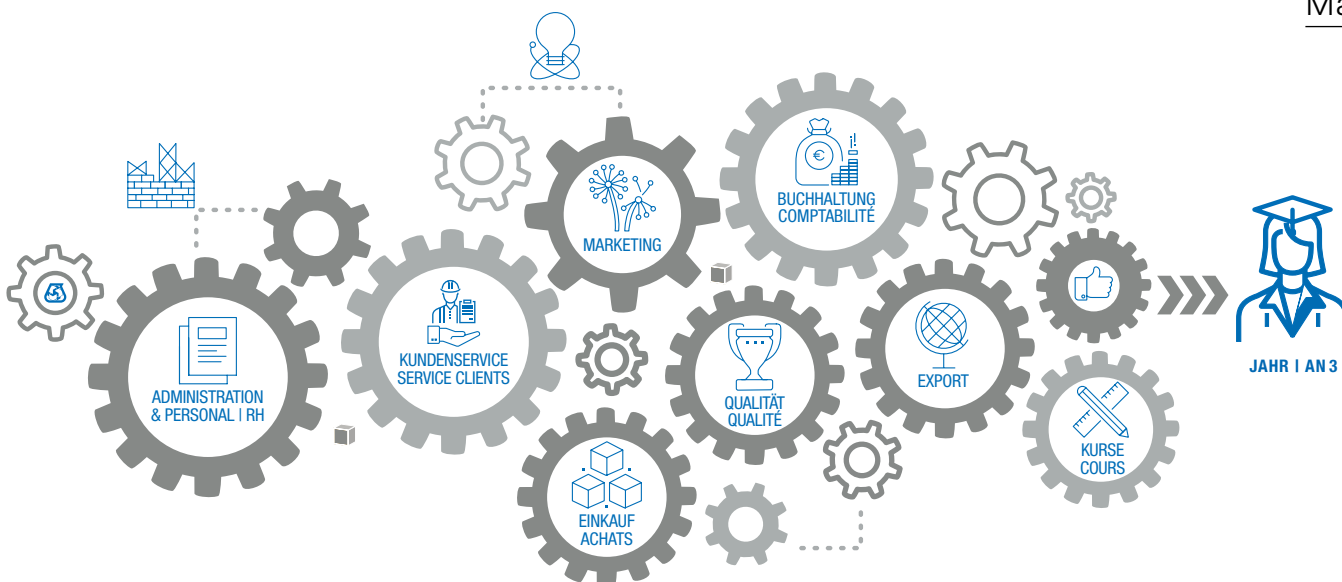 MARKETING
BUCHHALTUNG
COMPTABILITÉ
KUNDENSERVICE
SERVICE CLIENTS
ADMINISTRATION
& PERSONAL | RH
QUALITÄT
QUALITÉ
EXPORT
JAHR | AN 3
KURSE
COURS
EINKAUF
ACHATS